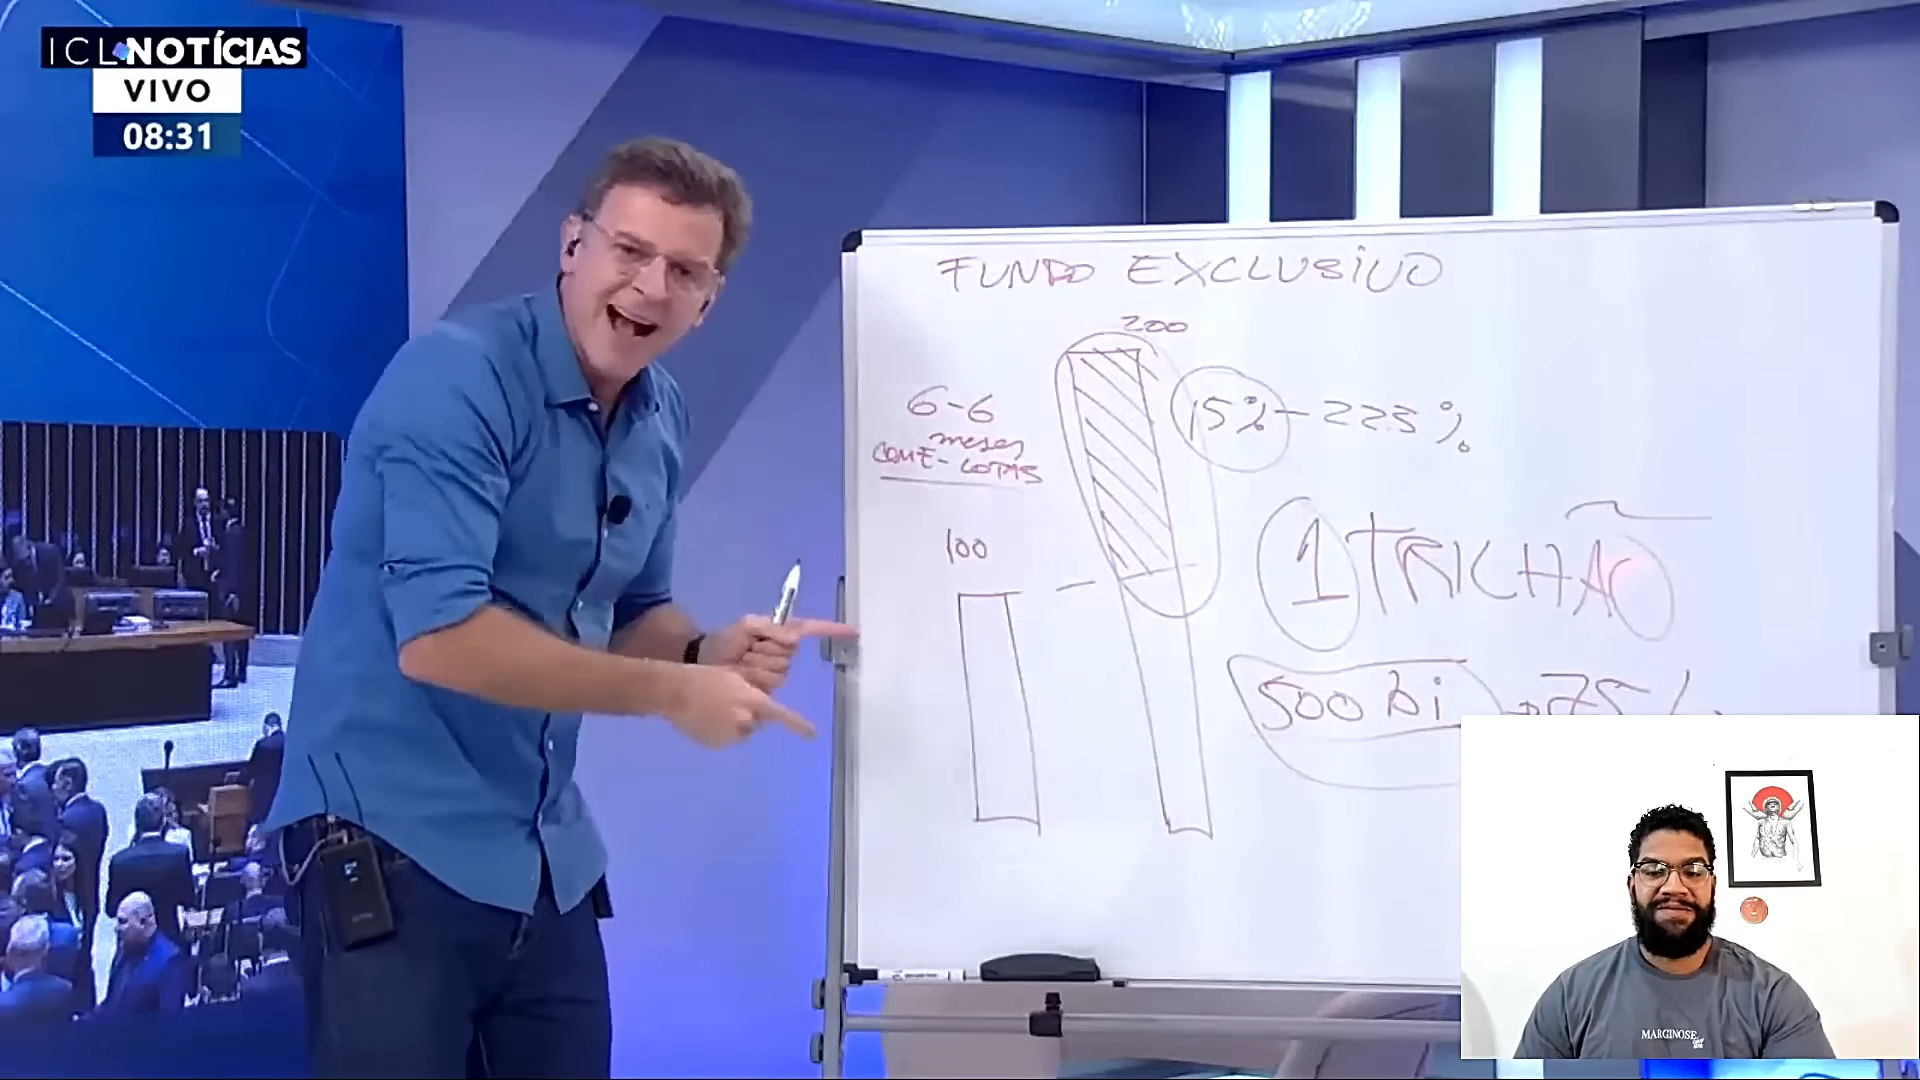 ICL NOTÍCIAS
VIVO
08:31
FUNDO EXCLUSIVO
200
6-6
meses
COME-COTAS
15% - 22,5%
100
1 TRILHÃO
500 bi
75
MARGINOSE